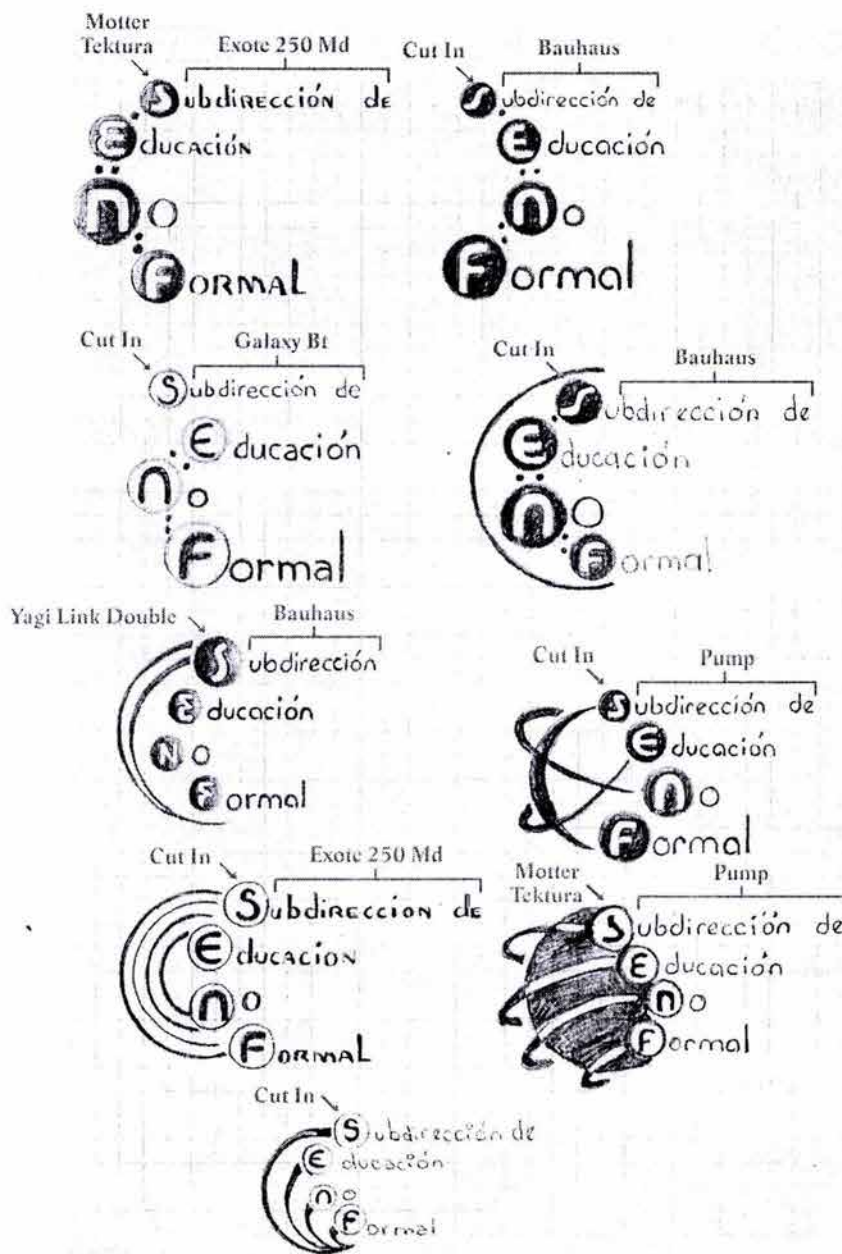 Motter
Tektura
Exote 250 Md
Subdirección de
Educación
no
FORMAL
Cut In
Bauhaus
Subdirección de
Educación
no
Formal
Cut In
Galaxy Bt
Subdirección de
Educación
no
Formal
Cut In
Bauhaus
Subdirección de
Educación
nO
Formal
Yagi Link Double
Bauhaus
Subdirección
Educación
No
Formal
Cut In
Pump
Subdirección de
Educación
no
Formal
Cut In
Exote 250 Md
Subdireccion de
Educación
no
FORMAL
Motter
Tektura
Pump
Subdirección de
Educación
no
Formal
Cut In
Subdirección de
Educación
no
Formal